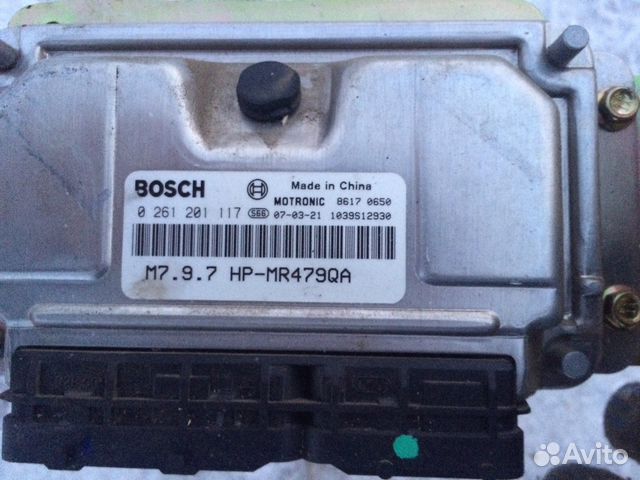 BOSCH Made in China
MOTRONIC 8617 0650
0 261 201 117 S66 07-03-21 1039S12930
M7.9.7 HP-MR479QA
Avito